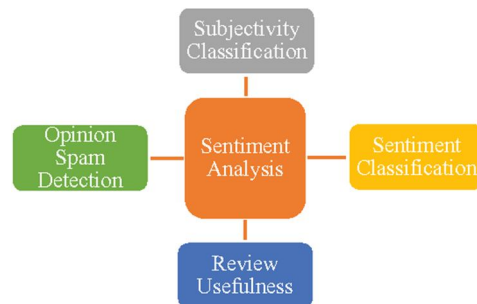 Subjectivity
Classification
Opinion
Spam
Detection
Sentiment
Analysis
Sentiment
Classification
Review
Usefulness